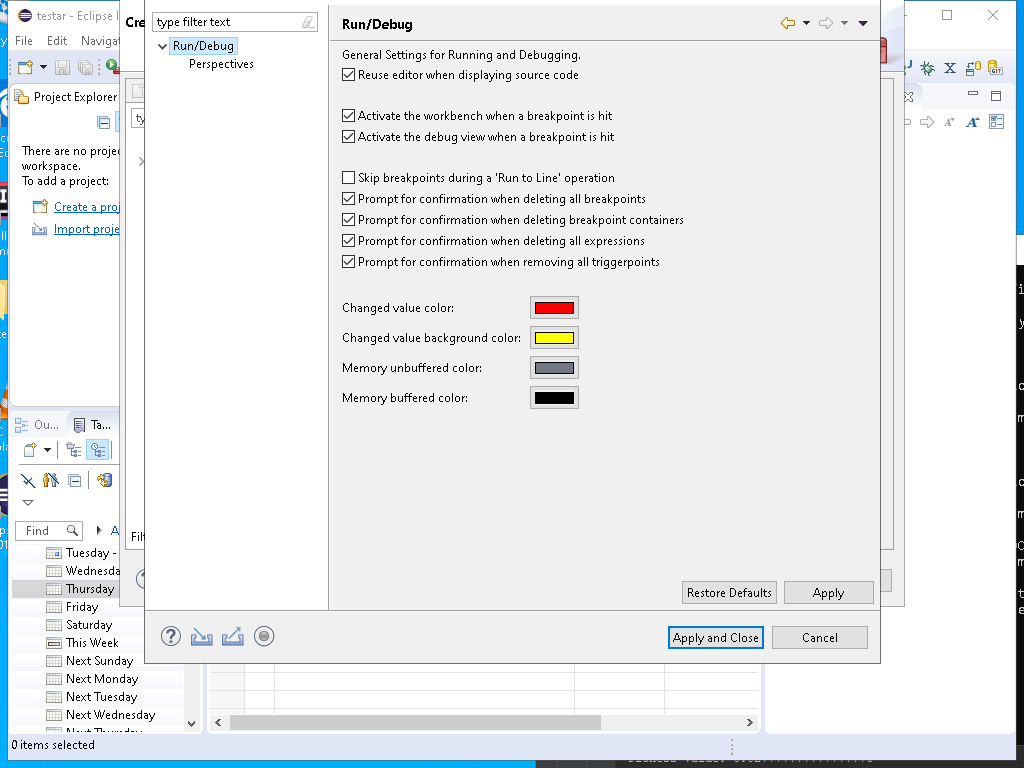 testar - Eclipse I
File Edit Navigat
Project Explorer
There are no proje
workspace.
To add a project:
Create a proj
Import proje
Ou...
Ta...
Find
A
Tuesday -
Wednesda
Thursday
Friday
Saturday
This Week
Next Sunday
Next Monday
Next Tuesday
Next Wednesday
Next Thursday
0 items selected
Cre
ty
Filt
type filter text
Run/Debug
Perspectives
Run/Debug
General Settings for Running and Debugging.
Reuse editor when displaying source code
Activate the workbench when a breakpoint is hit
Activate the debug view when a breakpoint is hit
Skip breakpoints during a 'Run to Line' operation
Prompt for confirmation when deleting all breakpoints
Prompt for confirmation when deleting breakpoint containers
Prompt for confirmation when deleting all expressions
Prompt for confirmation when removing all triggerpoints
Changed value color:
Changed value background color:
Memory unbuffered color:
Memory buffered color:
Restore Defaults Apply
Apply and Close Cancel